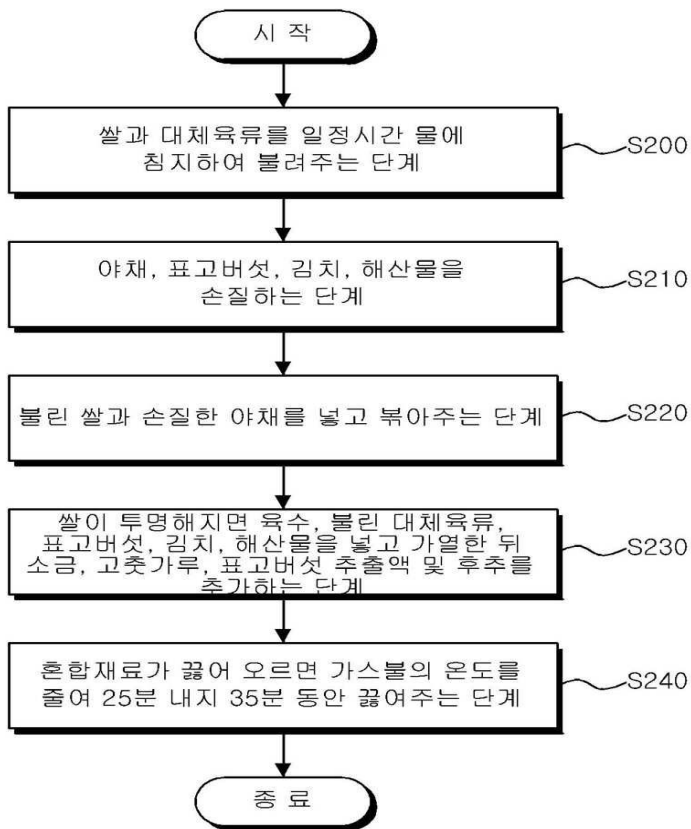 시 작
쌀과 대체육류를 일정시간 물에
침지하여 불려주는 단계
S200
야채, 표고버섯, 김치, 해산물을
손질하는 단계
S210
불린 쌀과 손질한 야채를 넣고 볶아주는 단계
S220
쌀이 투명해지면 육수, 불린 대체육류,
표고버섯, 김치, 해산물을 넣고 가열한 뒤
소금, 고춧가루, 표고버섯 추출액 및 후추를
추가하는 단계
S230
혼합재료가 끓어 오르면 가스불의 온도를
줄여 25분 내지 35분 동안 끓여주는 단계
S240
종 료